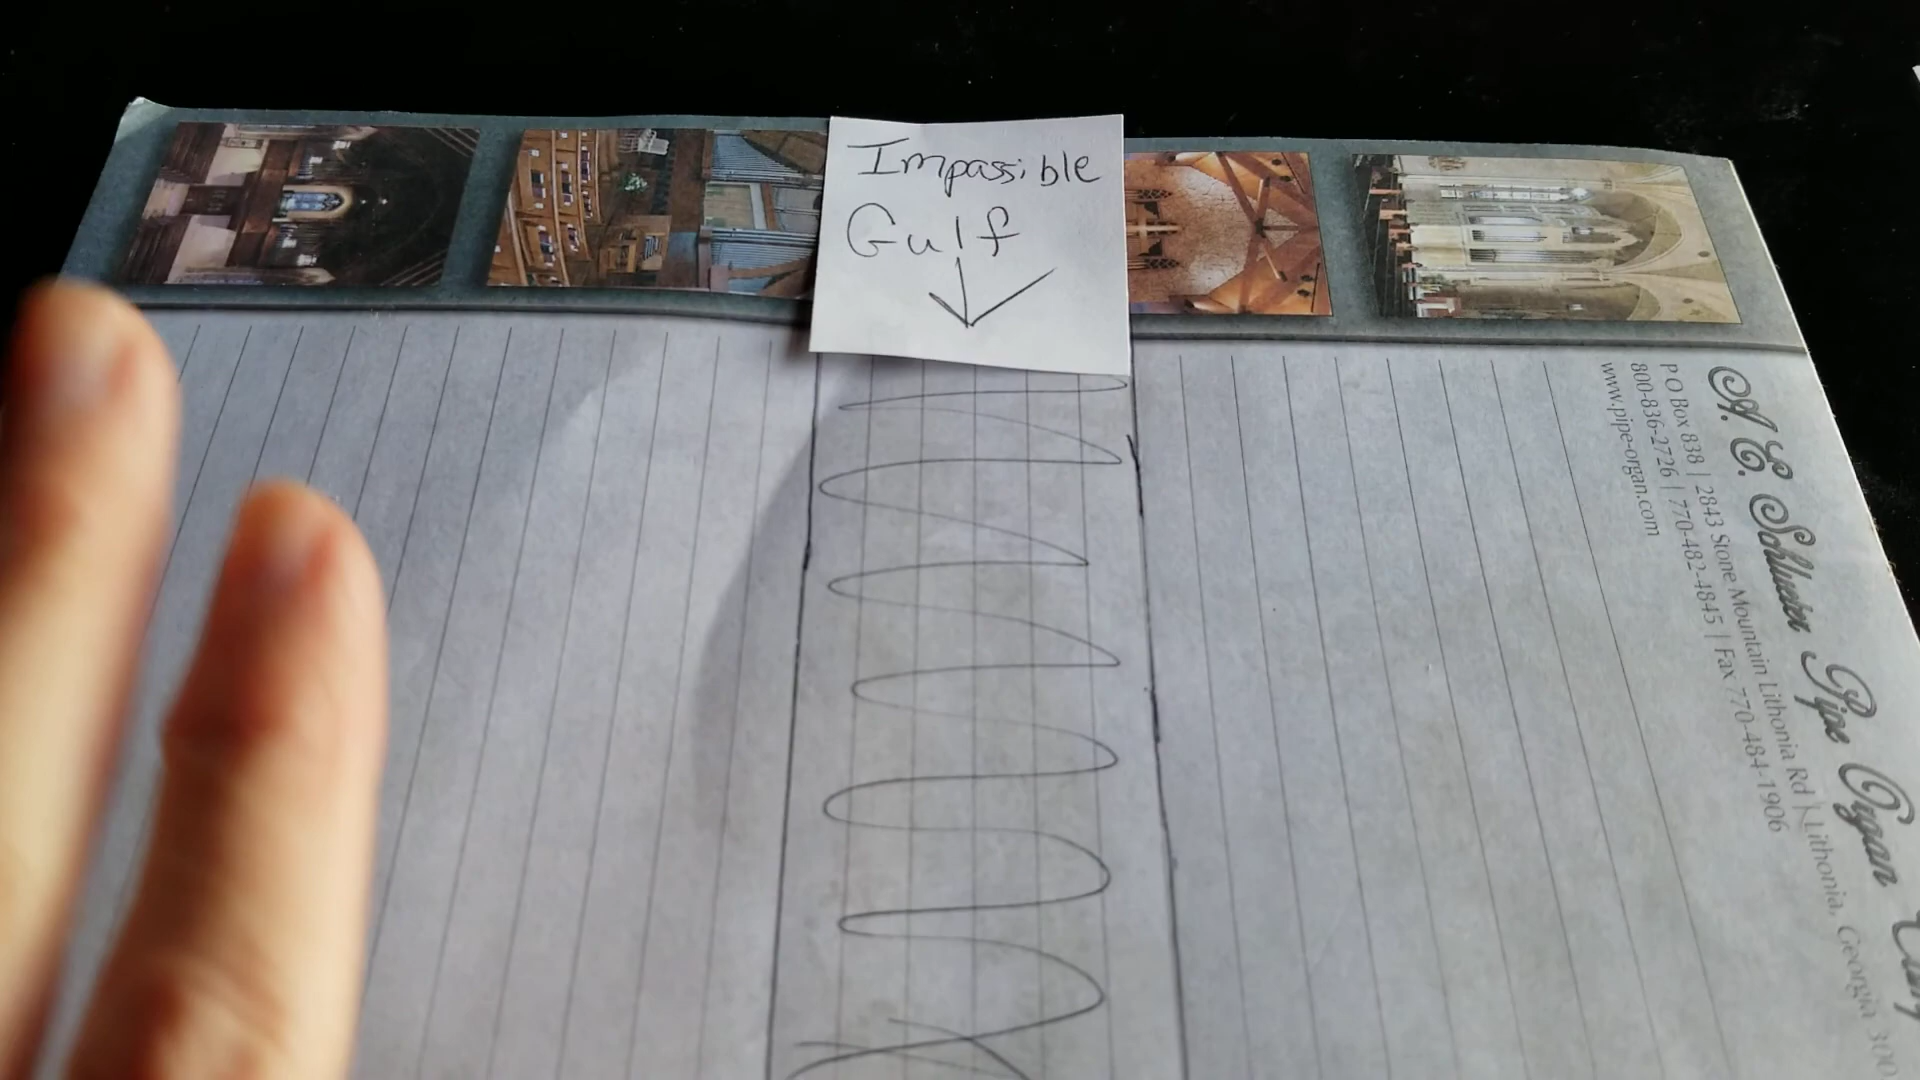 Impassible
Gulf
A. E. Schlueter Pipe Organ
P O Box 838 | 2843 Stone Mountain Lithonia Rd | Lithonia, Georgia 300
800-836-2726 | 770-482-4845 | Fax 770-484-1906
www.pipe-organ.com